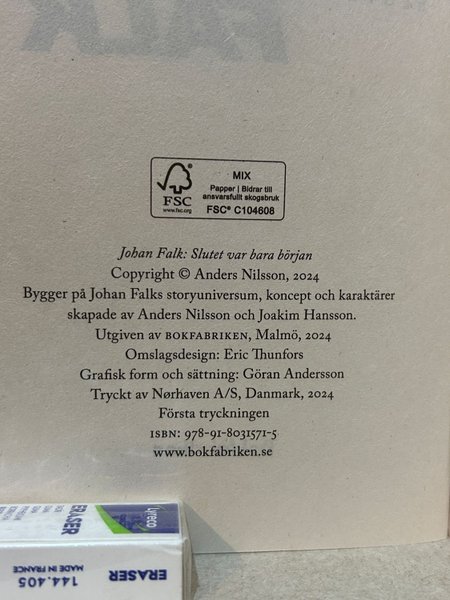 FALK
FSC
www.fsc.org
MIX
Papper | Bidrar till
ansvarsfullt skogsbruk
FSC® C104608
Johan Falk: Slutet var bara början
Copyright © Anders Nilsson, 2024
Bygger på Johan Falks storyuniversum, koncept och karaktärer
skapade av Anders Nilsson och Joakim Hansson.
Utgiven av BOKFABRIKEN, Malmö, 2024
Omslagsdesign: Eric Thunfors
Grafisk form och sättning: Göran Andersson
Tryckt av Nørhaven A/S, Danmark, 2024
Första tryckningen
ISBN: 978-91-8031571-5
www.bokfabriken.se
lyreco
ERASER
ERASER
144.405
MADE IN FRANCE